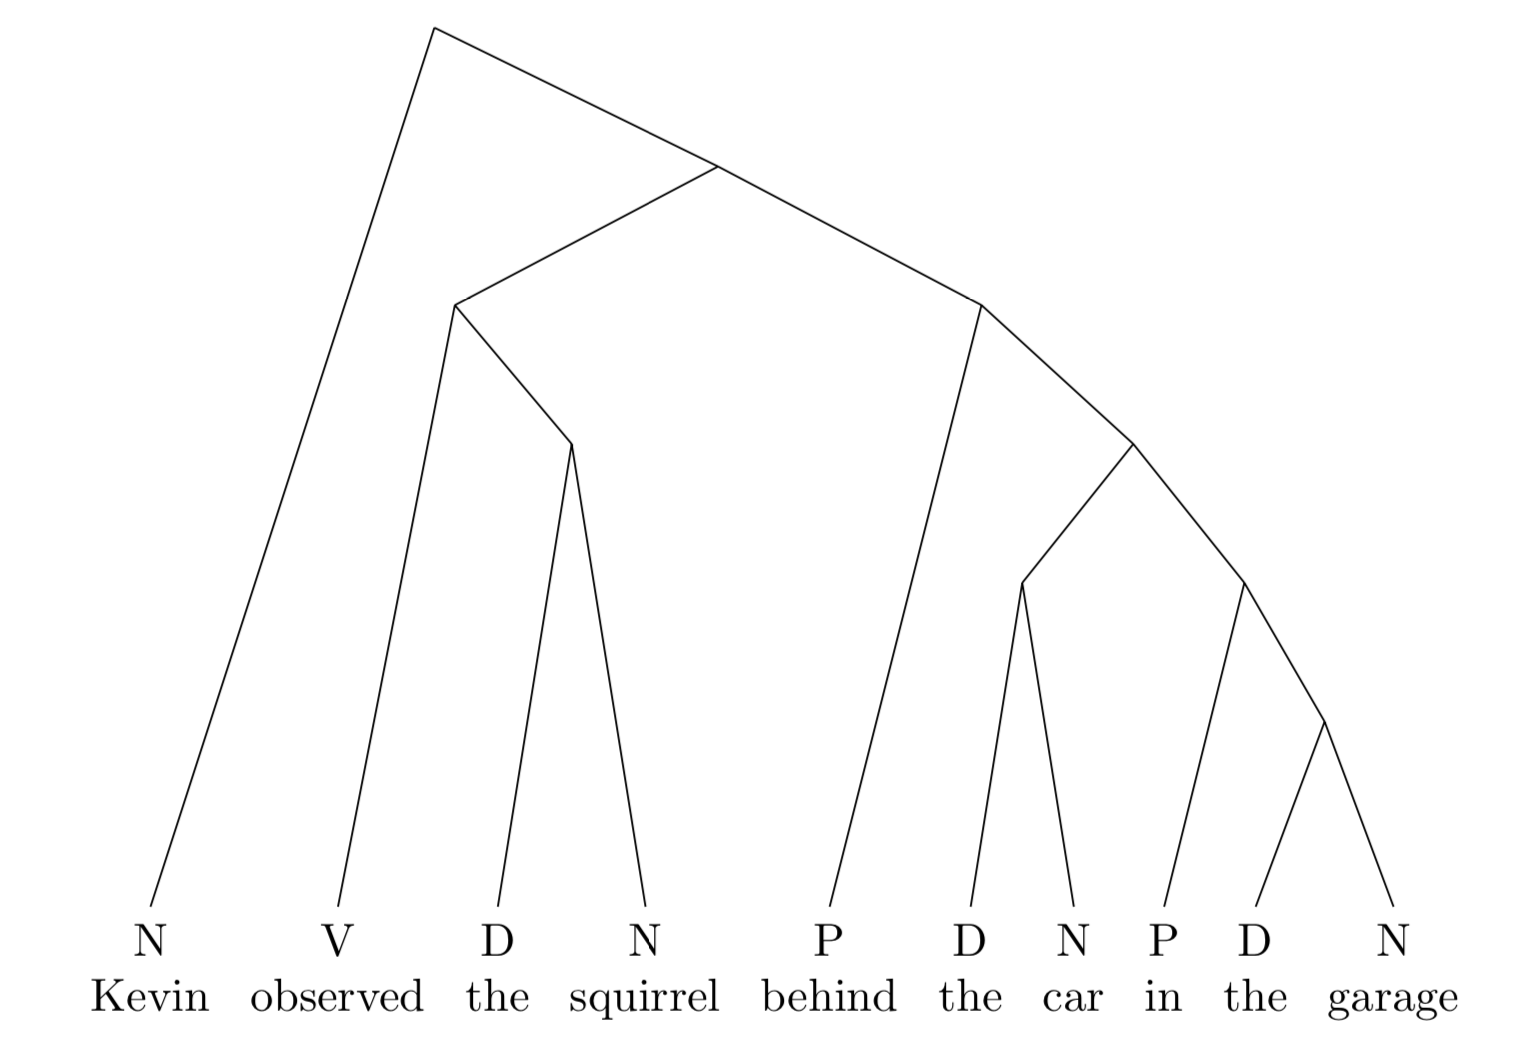 N V D N P D N P D N
Kevin observed the squirrel behind the car in the garage